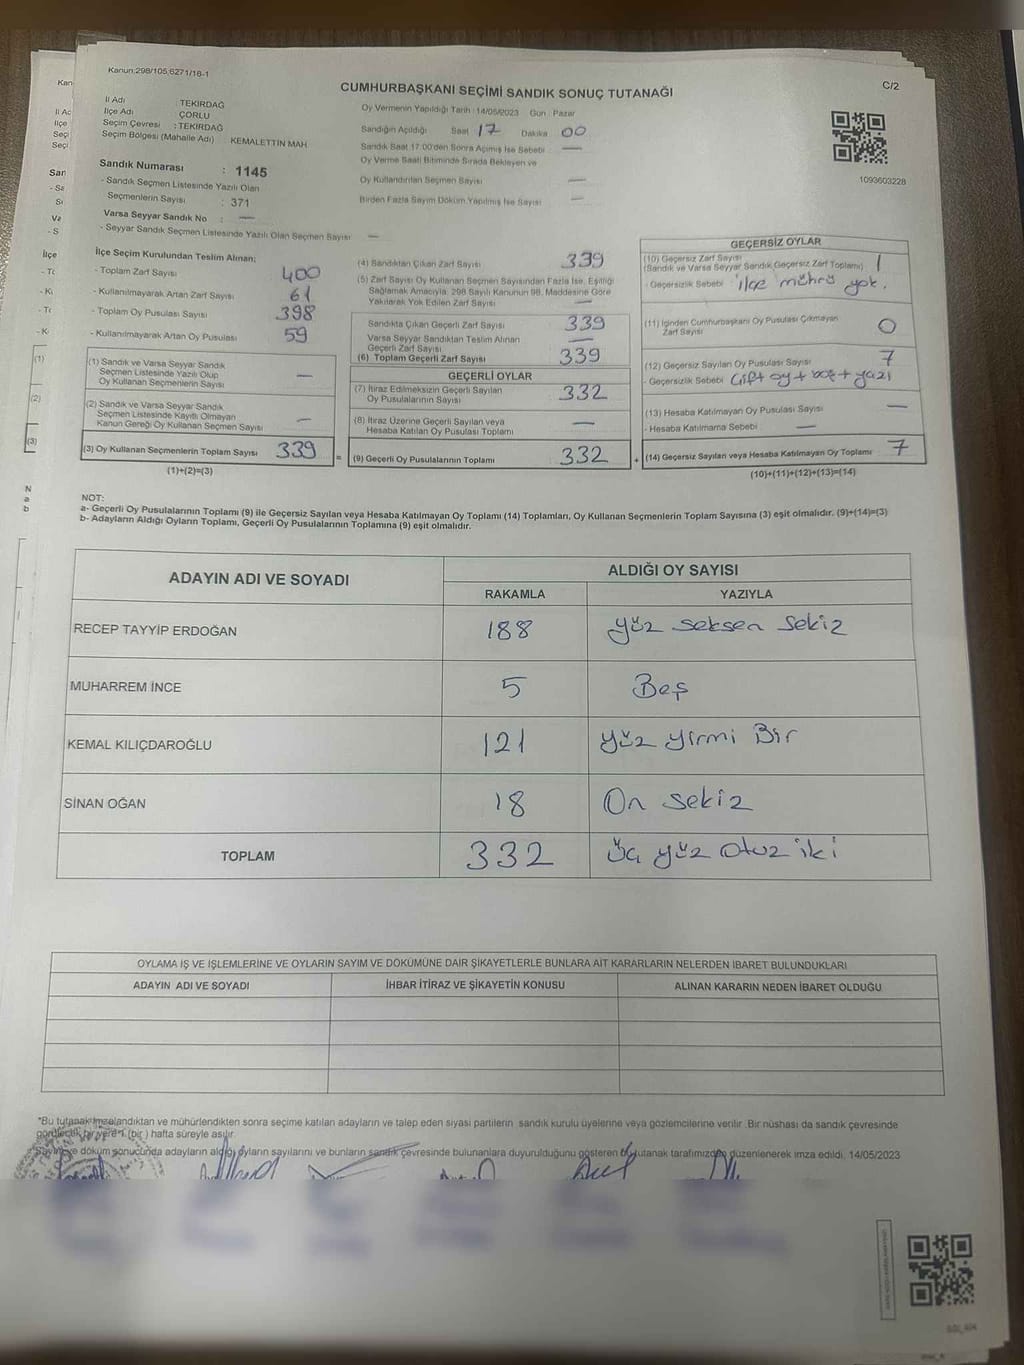 Kanun:298/105,6271/16-1
CUMHURBAŞKANI SEÇİMİ SANDIK SONUÇ TUTANAĞI
C/2
İl Adı : TEKİRDAĞ
İlçe Adı ÇORLU
Seçim Çevresi : TEKİRDAĞ
Seçim Bölgesi (Mahalle Adı) KEMALETTİN MAH
Oy Vermenin Yapıldığı Tarih : 14/05/2023 Gün : Pazar
Sandığın Açıldığı Saat 17 Dakika 00
Sandık Saat 17:00'den Sonra Açılmış İse Sebebi —
Oy Verme Saati Bitiminde Sırada Bekleyen ve
Oy Kullandırılan Seçmen Sayısı —
Birden Fazla Sayım Döküm Yapılmış İse Sayısı —
1093603228
Sandık Numarası : 1145
- Sandık Seçmen Listesinde Yazılı Olan
Seçmenlerin Sayısı : 371
Varsa Seyyar Sandık No : —
- Seyyar Sandık Seçmen Listesinde Yazılı Olan Seçmen Sayısı —
İlçe Seçim Kurulundan Teslim Alınan;
- Toplam Zarf Sayısı 400
- Kullanılmayarak Artan Zarf Sayısı 61
- Toplam Oy Pusulası Sayısı 398
- Kullanılmayarak Artan Oy Pusulası 59
(1) Sandık ve Varsa Seyyar Sandık
Seçmen Listesinde Yazılı Olup
Oy Kullanan Seçmenlerin Sayısı —
(2) Sandık ve Varsa Seyyar Sandık
Seçmen Listesinde Kayıtlı Olmayan
Kanun Gereği Oy Kullanan Seçmen Sayısı —
(3) Oy Kullanan Seçmenlerin Toplam Sayısı 339 =
(1)+(2)=(3)
(4) Sandıktan Çıkan Zarf Sayısı 339
(5) Zarf Sayısı Oy Kullanan Seçmen Sayısından Fazla İse, Eşitliği
Sağlamak Amacıyla, 298 Sayılı Kanunun 98. Maddesine Göre
Yakılarak Yok Edilen Zarf Sayısı —
Sandıkta Çıkan Geçerli Zarf Sayısı 339
Varsa Seyyar Sandıktan Teslim Alınan
Geçerli Zarf Sayısı —
(6) Toplam Geçerli Zarf Sayısı 339
GEÇERLİ OYLAR
(7) İtiraz Edilmeksizin Geçerli Sayılan
Oy Pusulalarının Sayısı 332
(8) İtiraz Üzerine Geçerli Sayılan veya
Hesaba Katılan Oy Pusulası Toplamı —
(9) Geçerli Oy Pusulalarının Toplamı 332 +
GEÇERSİZ OYLAR
(10) Geçersiz Zarf Sayısı
(Sandık ve Varsa Seyyar Sandık Geçersiz Zarf Toplamı) 1
- Geçersizlik Sebebi ilçe mührü yok.
(11) İçinden Cumhurbaşkanı Oy Pusulası Çıkmayan
Zarf Sayısı 0
(12) Geçersiz Sayılan Oy Pusulası Sayısı 7
- Geçersizlik Sebebi Çift oy + boş + yazı
(13) Hesaba Katılmayan Oy Pusulası Sayısı —
- Hesaba Katılmama Sebebi —
(14) Geçersiz Sayılan veya Hesaba Katılmayan Oy Toplamı 7
(10)+(11)+(12)+(13)=(14)
NOT:
a- Geçerli Oy Pusulalarının Toplamı (9) ile Geçersiz Sayılan veya Hesaba Katılmayan Oy Toplamı (14) Toplamları, Oy Kullanan Seçmenlerin Toplam Sayısına (3) eşit olmalıdır. (9)+(14)=(3)
b- Adayların Aldığı Oyların Toplamı, Geçerli Oy Pusulalarının Toplamına (9) eşit olmalıdır.
ADAYIN ADI VE SOYADI
ALDIĞI OY SAYISI
RAKAMLA YAZIYLA
RECEP TAYYİP ERDOĞAN 188 Yüz Seksen Sekiz
MUHARREM İNCE 5 Beş
KEMAL KILIÇDAROĞLU 121 Yüz Yirmi Bir
SİNAN OĞAN 18 On sekiz
TOPLAM 332 Üç yüz otuz iki
OYLAMA İŞ VE İŞLEMLERİNE VE OYLARIN SAYIM VE DÖKÜMÜNE DAİR ŞİKAYETLERLE BUNLARA AİT KARARLARIN NELERDEN İBARET BULUNDUKLARI
ADAYIN ADI VE SOYADI İHBAR İTİRAZ VE ŞİKAYETİN KONUSU ALINAN KARARIN NEDEN İBARET OLDUĞU
*Bu tutanak imzalandıktan ve mühürlendikten sonra seçime katılan adayların ve talep eden siyasi partilerin sandık kurulu üyelerine veya gözlemcilerine verilir. Bir nüshası da sandık çevresinde
görülecek bir yere 1 (bir ) hafta süreyle asılır.
Sayım ve döküm sonucunda adayların aldığı oyların sayılarını ve bunların sandık çevresinde bulunanlara duyurulduğunu gösteren bu tutanak tarafımızdan düzenlenerek imza edildi. 14/05/2023